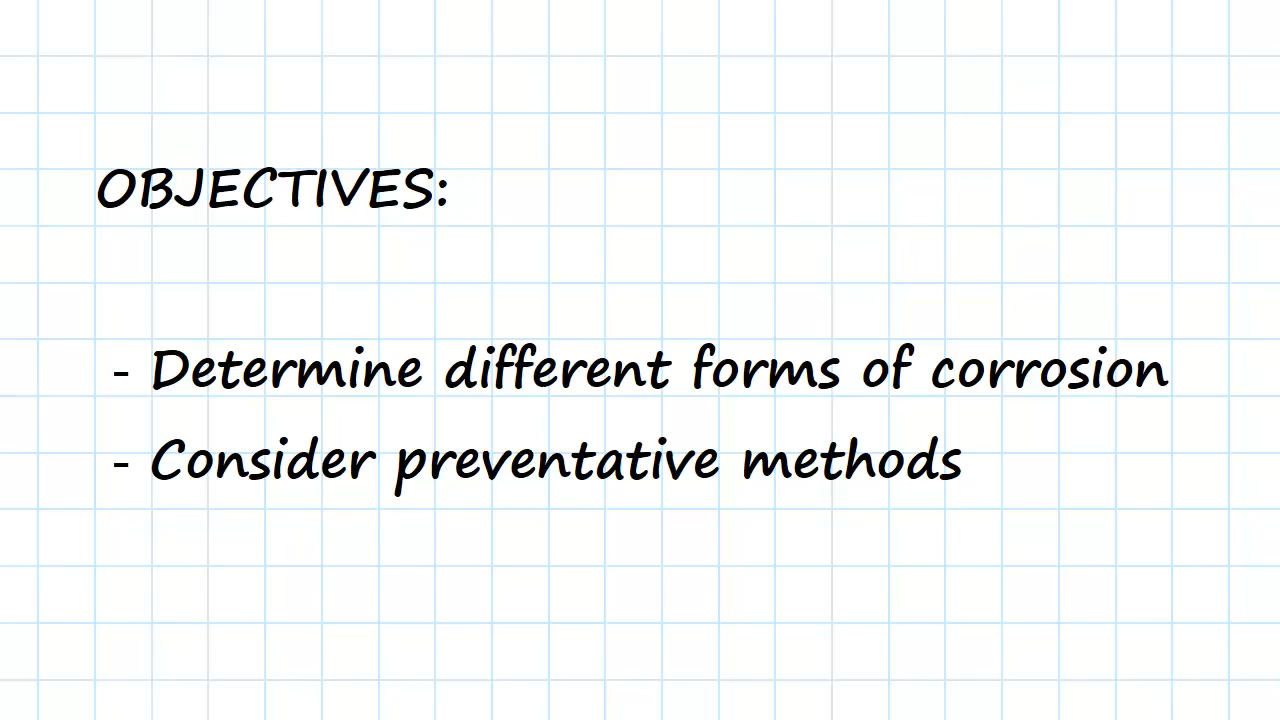 OBJECTIVES:
- Determine different forms of corrosion
- Consider preventative methods